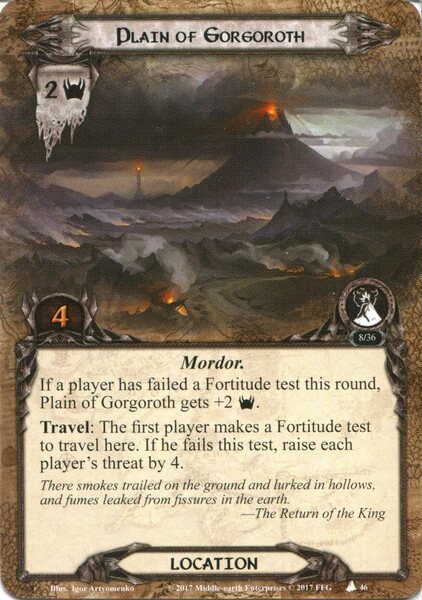 Plain of Gorgoroth
2
4
8/36
Mordor.
If a player has failed a Fortitude test this round,
Plain of Gorgoroth gets +2 .
Travel: The first player makes a Fortitude test
to travel here. If he fails this test, raise each
player's threat by 4.
There smokes trailed on the ground and lurked in hollows,
and fumes leaked from fissures in the earth.
—The Return of the King
LOCATION
Illus. Igor Artyomenko © 2017 Middle-earth Enterprises © 2017 FFG 46